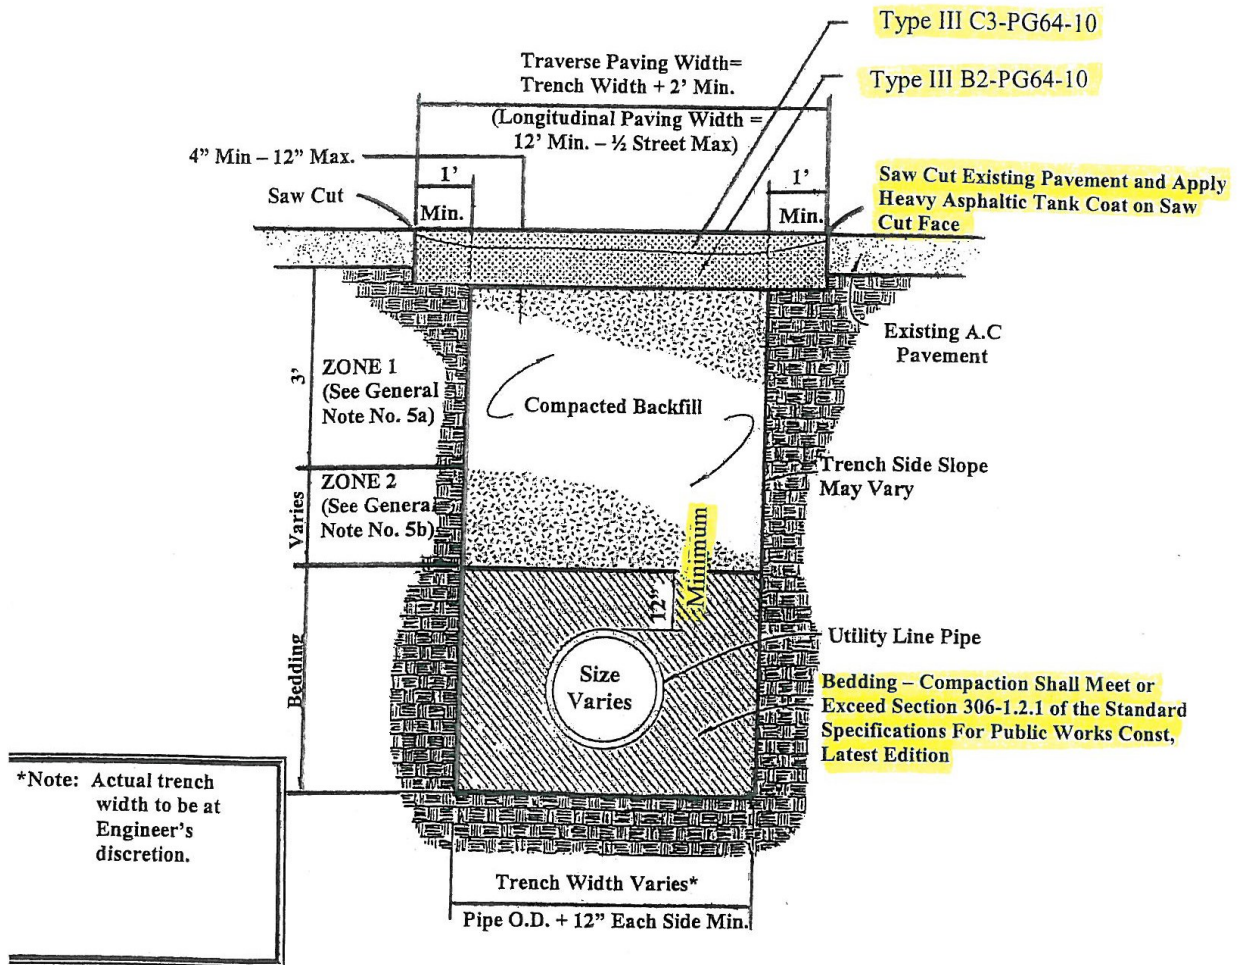 Type III C3-PG64-10
Traverse Paving Width=
Trench Width + 2' Min.
Type III B2-PG64-10
(Longitudinal Paving Width =
12' Min. – ½ Street Max)
4” Min – 12” Max.
1'
1'
Saw Cut
Min.
Min.
Saw Cut Existing Pavement and Apply
Heavy Asphaltic Tank Coat on Saw
Cut Face
Existing A.C
Pavement
3'
ZONE 1
(See General
Note No. 5a)
Compacted Backfill
Trench Side Slope
May Vary
Varies
ZONE 2
(See General
Note No. 5b)
12”
Minimum
Bedding
Size
Varies
Utility Line Pipe
Bedding – Compaction Shall Meet or
Exceed Section 306-1.2.1 of the Standard
Specifications For Public Works Const,
Latest Edition
*Note: Actual trench
width to be at
Engineer's
discretion.
Trench Width Varies*
Pipe O.D. + 12” Each Side Min.